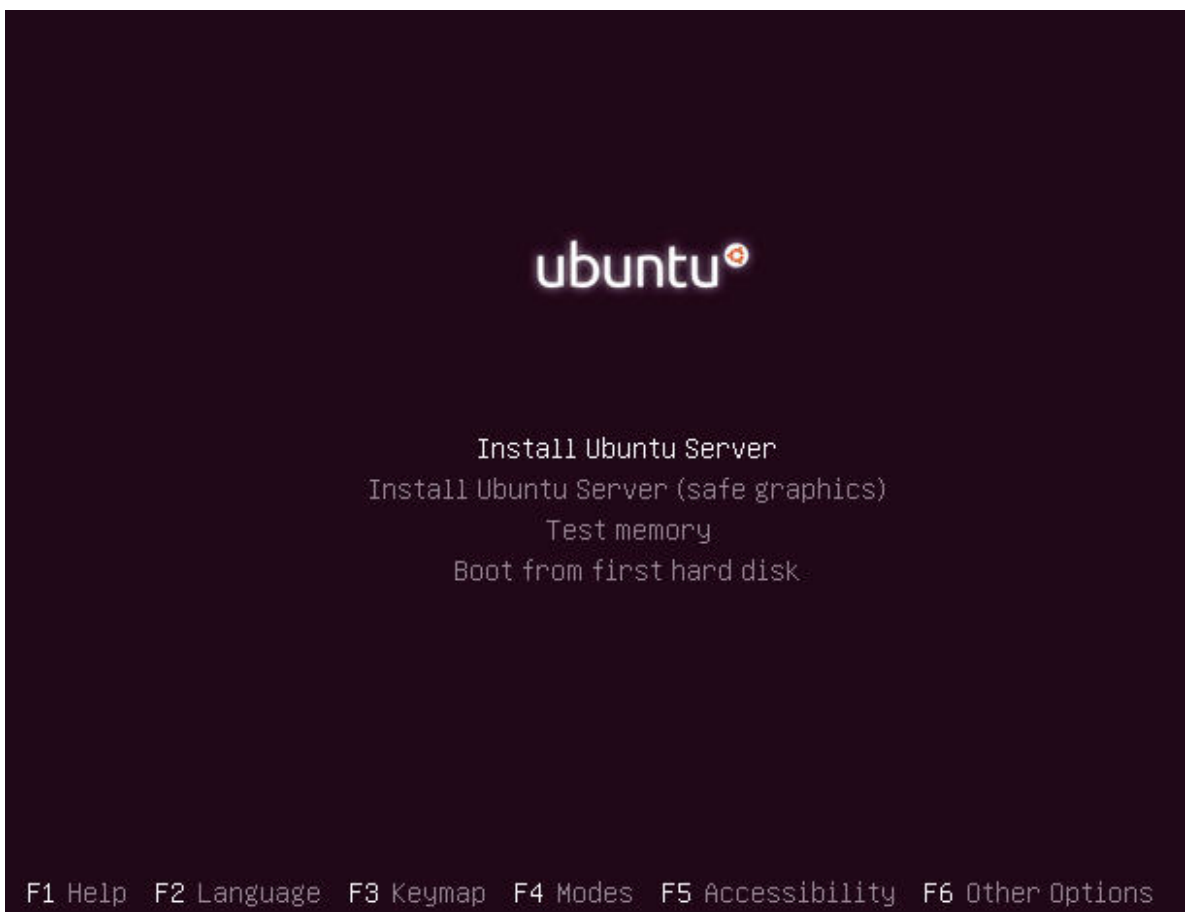 ubuntu
Install Ubuntu Server
Install Ubuntu Server (safe graphics)
Test memory
Boot from first hard disk
F1 Help F2 Language F3 Keymap F4 Modes F5 Accessibility F6 Other Options